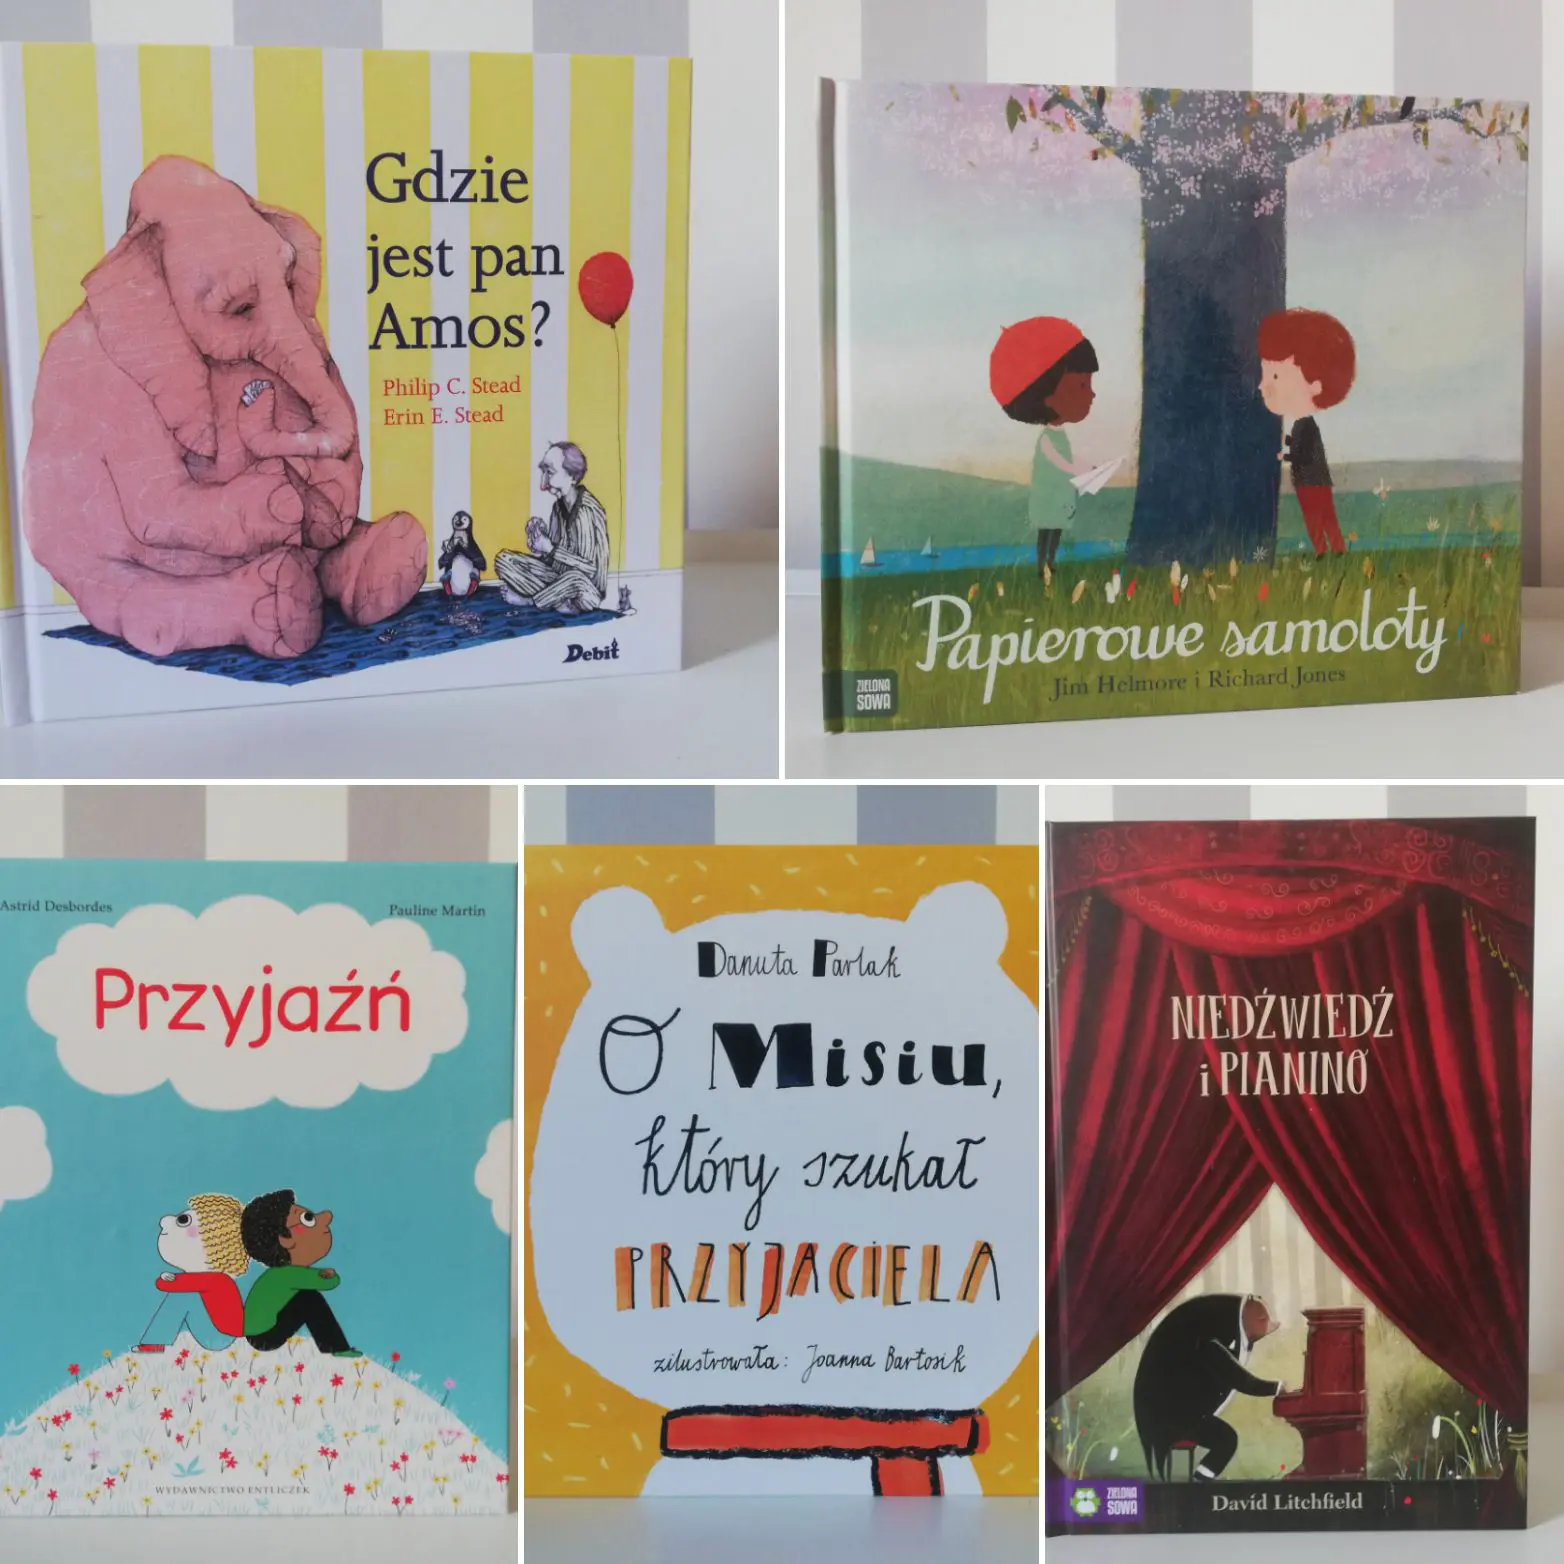 Gdzie
jest pan
Amos?
Philip C. Stead
Erin E. Stead
Debit
Papierowe samoloty
Jim Helmore i Richard Jones
ZIELONA
SOWA
Astrid Desbordes
Pauline Martin
Przyjaźń
WYDAWNICTWO ENTLICZEK
Danuta Parlak
O Misiu,
który szukał
PRZYJACIELA
zilustrowała: Joanna Bartosik
NIEDŹWIEDŹ
i PIANINO
ZIELONA
SOWA
David Litchfield